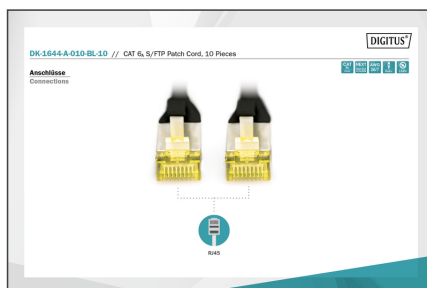 DIGITUS®
DK-1644-A-010-BL-10 // CAT 6A S/FTP Patch Cord, 10 Pieces
Anschlüsse
Connections
RJ45